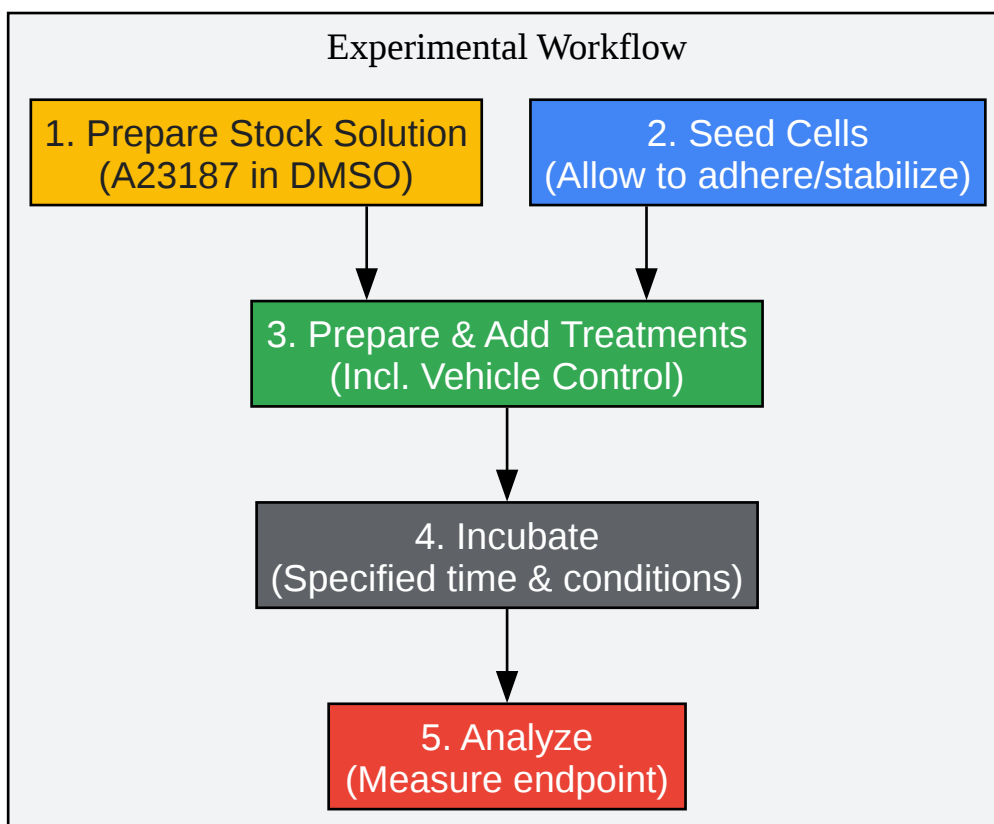 Experimental Workflow
1. Prepare Stock Solution
(A23187 in DMSO)
2. Seed Cells
(Allow to adhere/stabilize)
3. Prepare & Add Treatments
(Incl. Vehicle Control)
4. Incubate
(Specified time & conditions)
5. Analyze
(Measure endpoint)